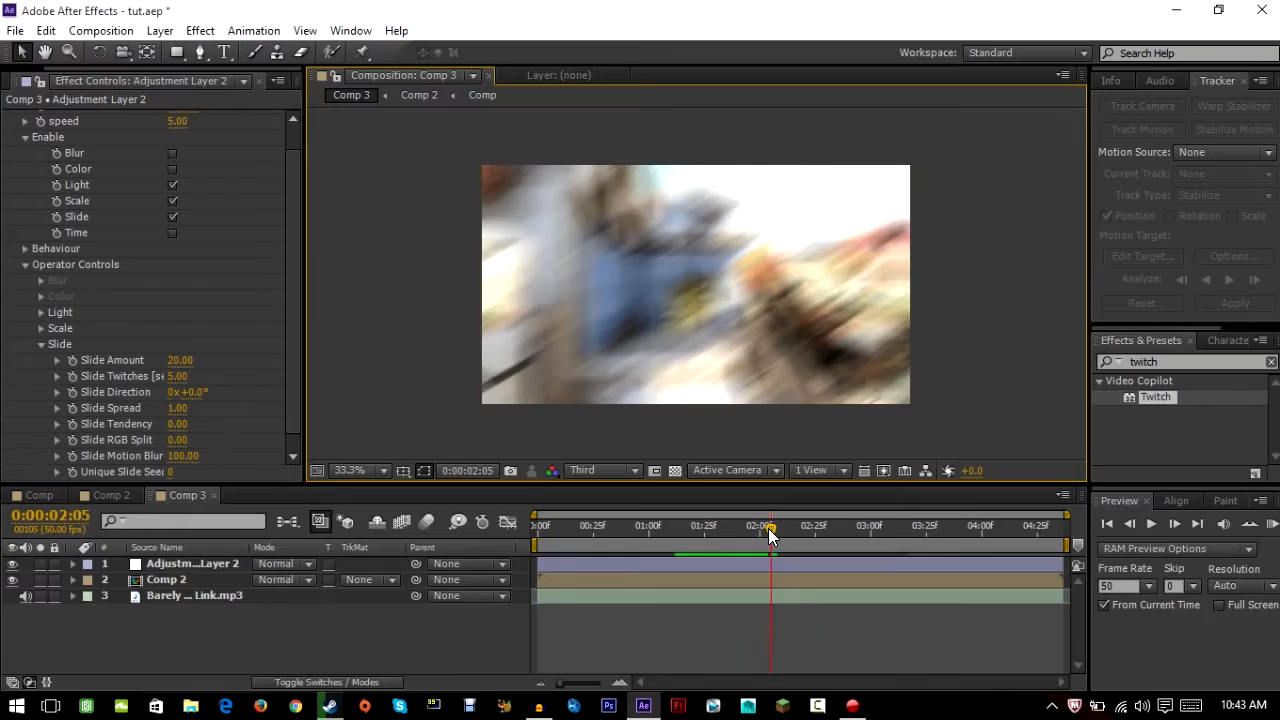 Ae Adobe After Effects - tut.aep *
File Edit Composition Layer Effect Animation View Window Help
Workspace: Standard Search Help
Effect Controls: Adjustment Layer 2
Comp 3 • Adjustment Layer 2
speed 5.00
Enable
Blur
Color
Light
Scale
Slide
Time
Behaviour
Operator Controls
Blur
Color
Light
Scale
Slide
Slide Amount 20.00
Slide Twitches [se 5.00
Slide Direction 0x+0.0°
Slide Spread 1.00
Slide Tendency 0.00
Slide RGB Split 0.00
Slide Motion Blur 100.00
Unique Slide Seed 0
Composition: Comp 3 Layer: (none)
Comp 3 Comp 2 Comp
33.3% 0:00:02:05 Third Active Camera 1 View +0.0
Info Audio Tracker
Track Camera Warp Stabilizer
Track Motion Stabilize Motion
Motion Source: None
Current Track: None
Track Type: Stabilize
Position Rotation Scale
Motion Target:
Edit Target... Options...
Analyze:
Reset Apply
Effects & Presets Characte
twitch
Video Copilot
Twitch
Comp Comp 2 Comp 3
0:00:02:05
00105 (50.00 fps)
:00f 00:25f 01:00f 01:25f 02:00f 02:25f 03:00f 03:25f 04:00f 04:25f
# Source Name Mode T TrkMat Parent
1 Adjustm...Layer 2 Normal None
2 Comp 2 Normal None None
3 Barely ... Link.mp3 None
Toggle Switches / Modes
Preview Align Paint
RAM Preview Options
Frame Rate Skip Resolution
50 0 Auto
From Current Time Full Screen
10:43 AM